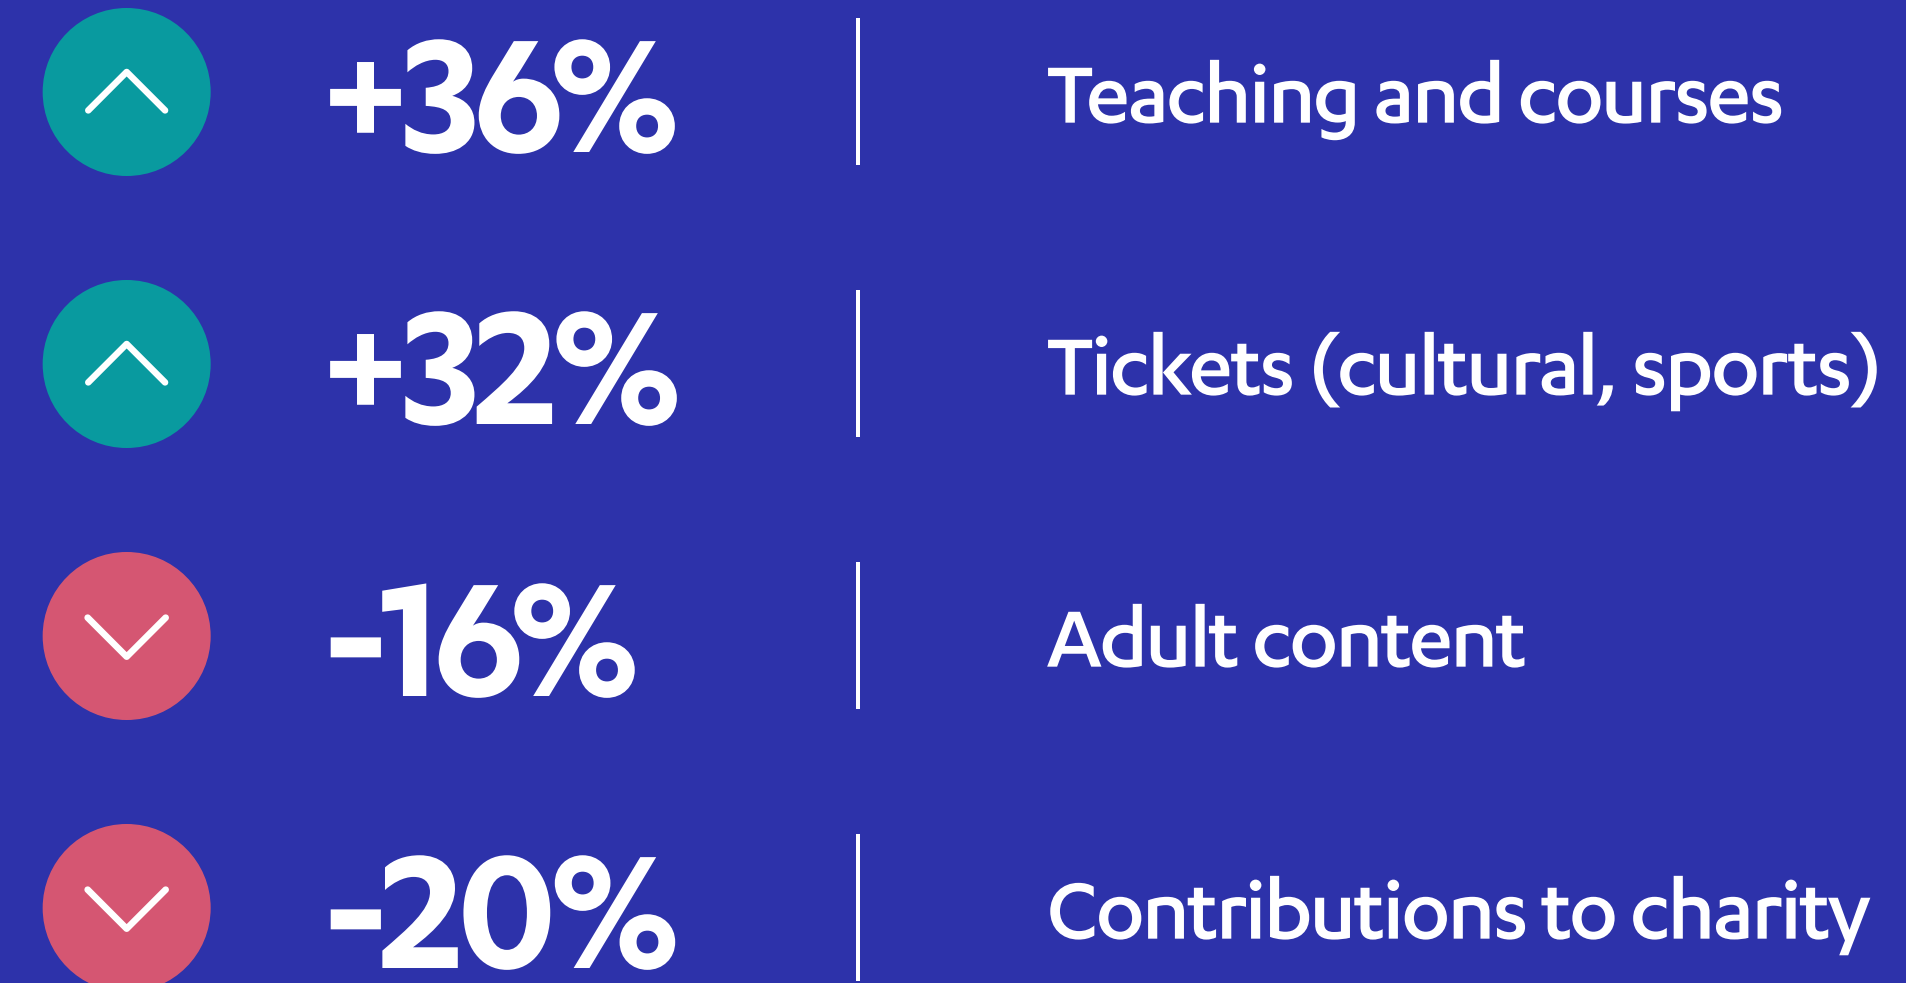 +36% Teaching and courses
+32% Tickets (cultural, sports)
-16% Adult content
-20% Contributions to charity